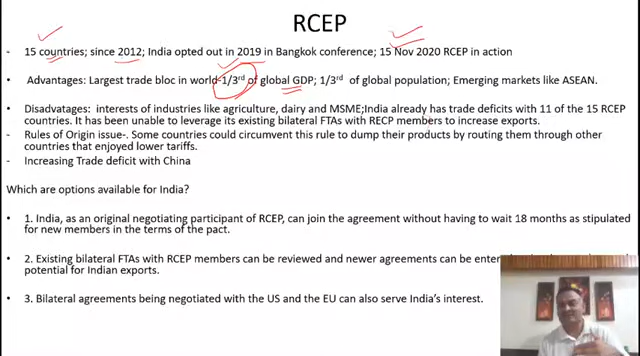 RCEP
- 15 countries; since 2012; India opted out in 2019 in Bangkok conference; 15 Nov 2020 RCEP in action
- Advantages: Largest trade bloc in world-1/3rd of global GDP; 1/3rd of global population; Emerging markets like ASEAN.
- Disadvatages: interests of industries like agriculture, dairy and MSME;India already has trade deficits with 11 of the 15 RCEP
countries. It has been unable to leverage its existing bilateral FTAs with RECP members to increase exports.
- Rules of Origin issue-. Some countries could circumvent this rule to dump their products by routing them through other
countries that enjoyed lower tariffs.
- Increasing Trade deficit with China
Which are options available for India?
• 1. India, as an original negotiating participant of RCEP, can join the agreement without having to wait 18 months as stipulated
for new members in the terms of the pact.
• 2. Existing bilateral FTAs with RCEP members can be reviewed and newer agreements can be
potential for Indian exports.
• 3. Bilateral agreements being negotiated with the US and the EU can also serve India's interest.